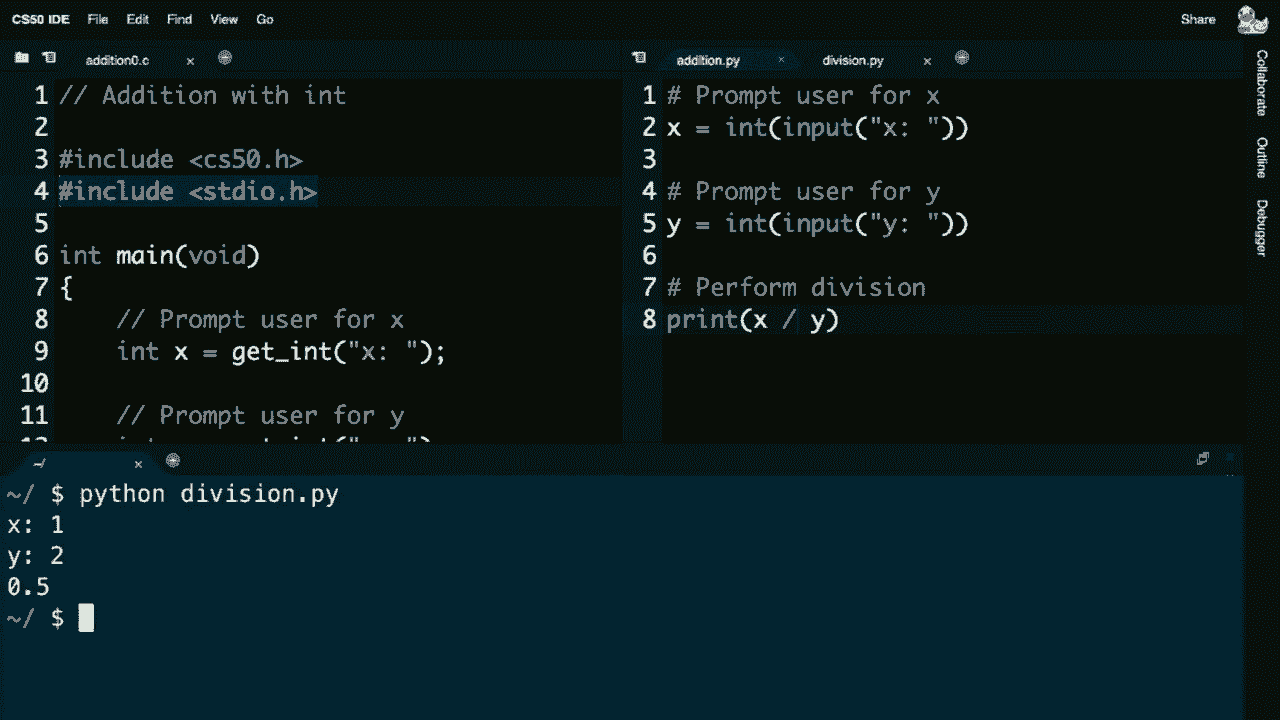 CS50 IDE File Edit Find View Go Share
addition0.c ×
1 // Addition with int
2
3 #include <cs50.h>
4 #include <stdio.h>
5
6 int main(void)
7 {
8 // Prompt user for x
9 int x = get_int("x: ");
10
11 // Prompt user for y
addition.py × division.py ×
1 # Prompt user for x
2 x = int(input("x: "))
3
4 # Prompt user for y
5 y = int(input("y: "))
6
7 # Perform division
8 print(x / y)
Collaborate
Outline
Debugger
~/ ×
~/ $ python division.py
x: 1
y: 2
0.5
~/ $